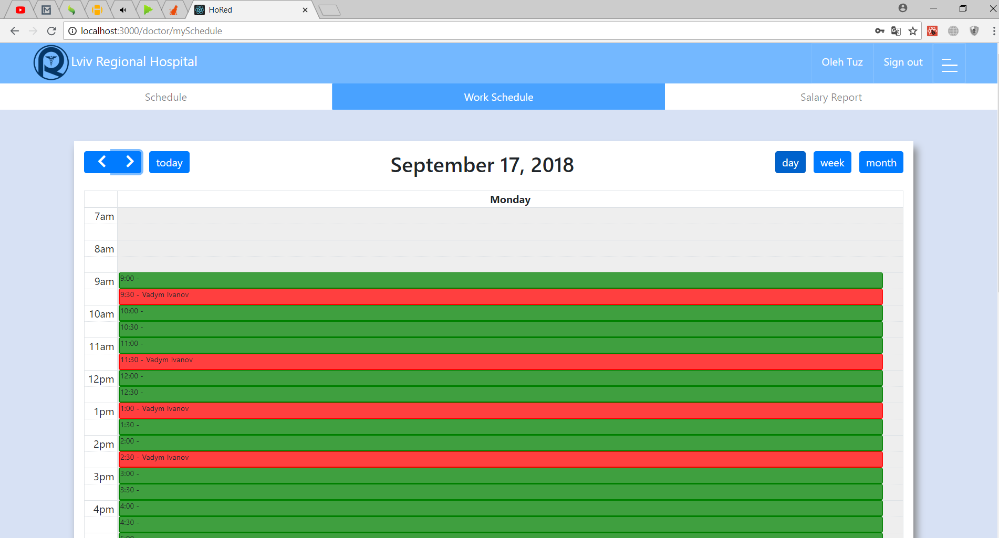 HoRed
localhost:3000/doctor/mySchedule
Lviv Regional Hospital
Oleh Tuz
Sign out
Schedule
Work Schedule
Salary Report
today
September 17, 2018
day
week
month
Monday
7am
8am
9am
9:00 -
9:30 - Vadym Ivanov
10am
10:00 -
10:30 -
11am
11:00 -
11:30 - Vadym Ivanov
12pm
12:00 -
12:30 -
1pm
1:00 - Vadym Ivanov
1:30 -
2pm
2:00 -
2:30 - Vadym Ivanov
3pm
3:00 -
3:30 -
4pm
4:00 -
4:30 -